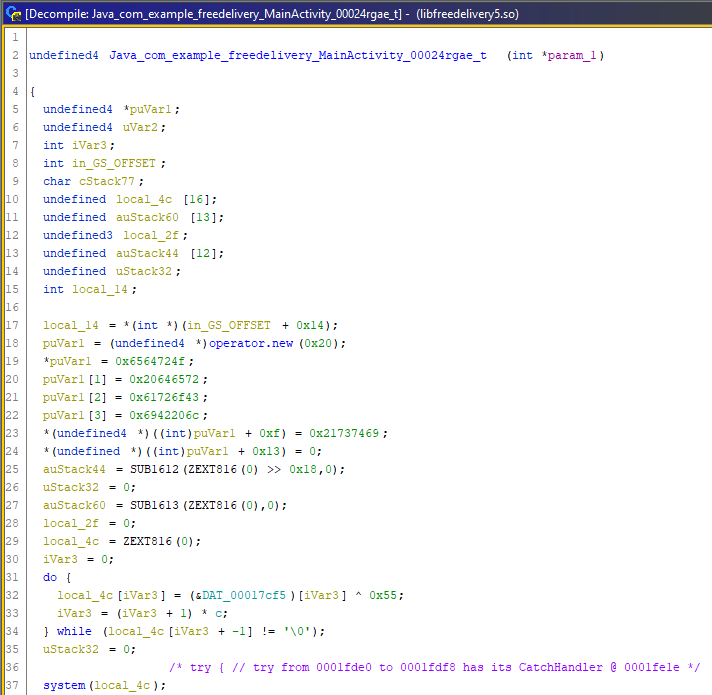 [Decompile: Java_com_example_freedelivery_MainActivity_00024rgae_t] - (libfreedelivery5.so)
1
2 undefined4 Java_com_example_freedelivery_MainActivity_00024rgae_t (int *param_1)
3
4 {
5 undefined4 *puVar1;
6 undefined4 uVar2;
7 int iVar3;
8 int in_GS_OFFSET;
9 char cStack77;
10 undefined local_4c [16];
11 undefined auStack60 [13];
12 undefined3 local_2f;
13 undefined auStack44 [12];
14 undefined uStack32;
15 int local_14;
16
17 local_14 = *(int *)(in_GS_OFFSET + 0x14);
18 puVar1 = (undefined4 *)operator.new(0x20);
19 *puVar1 = 0x6564724f;
20 puVar1[1] = 0x20646572;
21 puVar1[2] = 0x61726f43;
22 puVar1[3] = 0x6942206c;
23 *(undefined4 *)((int)puVar1 + 0xf) = 0x21737469;
24 *(undefined *)((int)puVar1 + 0x13) = 0;
25 auStack44 = SUB1612(ZEXT816(0) >> 0x18,0);
26 uStack32 = 0;
27 auStack60 = SUB1613(ZEXT816(0),0);
28 local_2f = 0;
29 local_4c = ZEXT816(0);
30 iVar3 = 0;
31 do {
32 local_4c[iVar3] = (&DAT_00017cf5)[iVar3] ^ 0x55;
33 iVar3 = (iVar3 + 1) * c;
34 } while (local_4c[iVar3 + -1] != '\0');
35 uStack32 = 0;
36 /* try { // try from 0001fde0 to 0001fdf8 has its CatchHandler @ 0001fe1e */
37 system(local_4c);